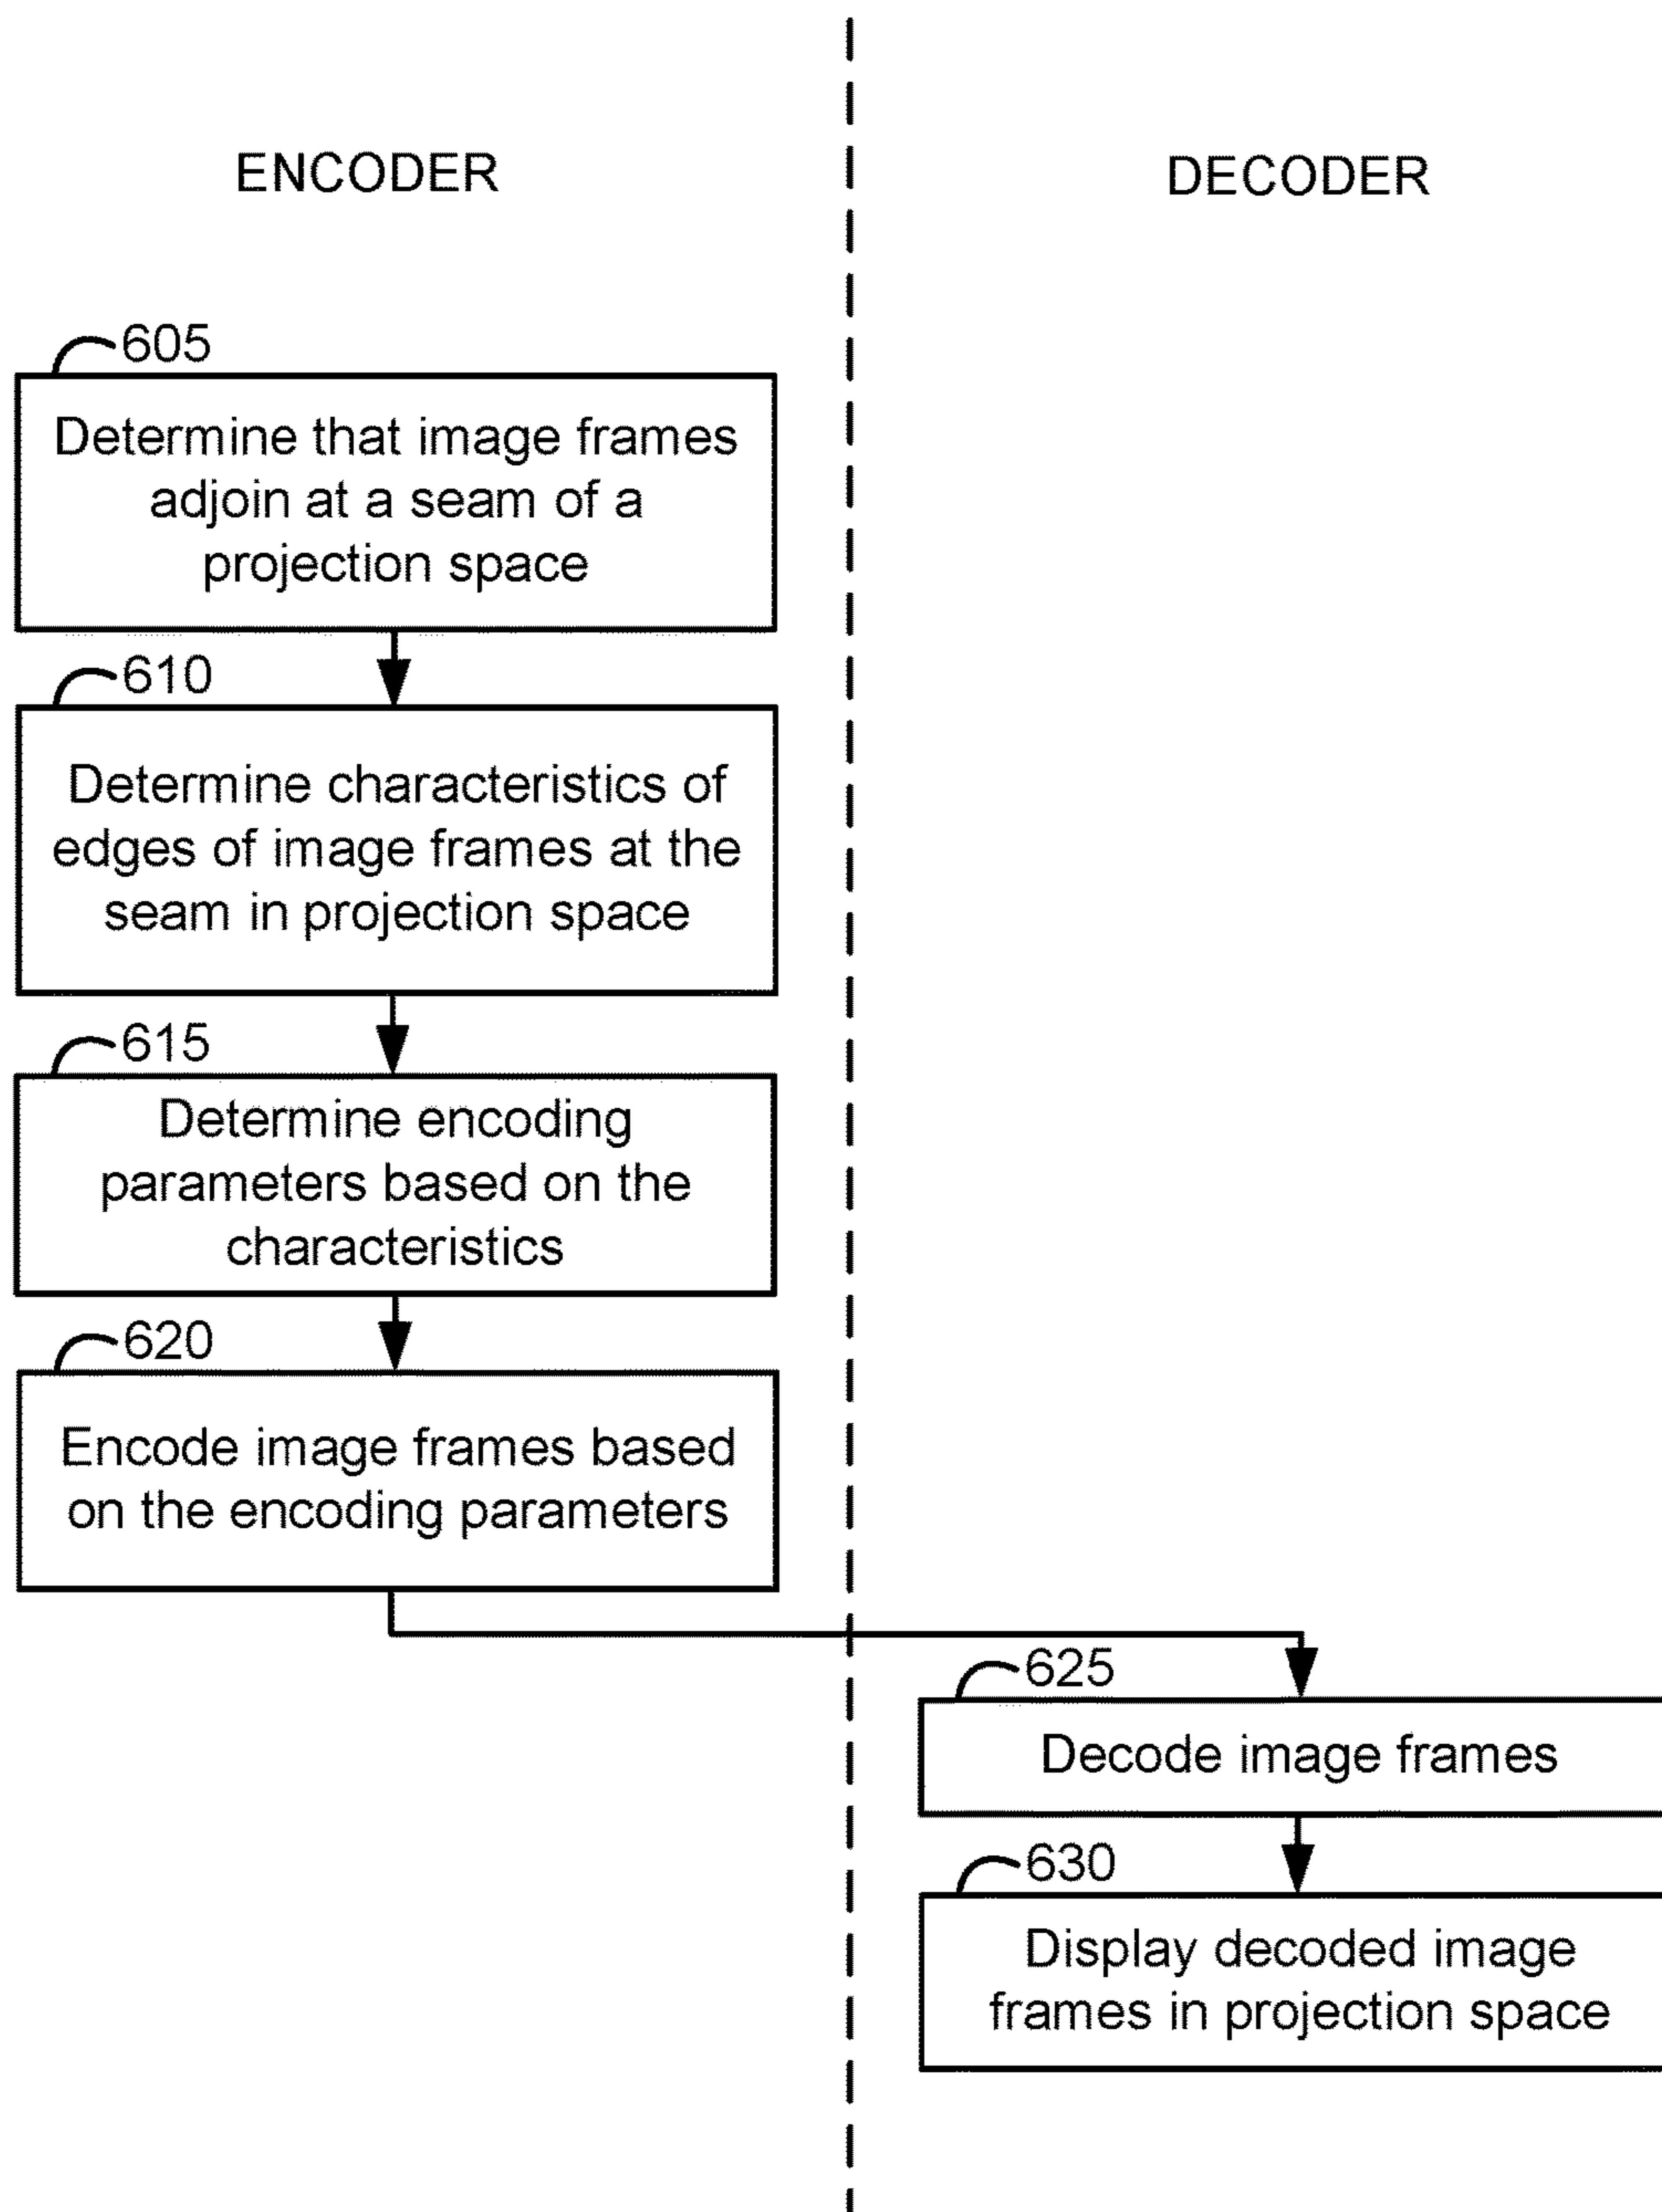 ENCODER
DECODER
605
Determine that image frames
adjoin at a seam of a
projection space
610
Determine characteristics of
edges of image frames at the
seam in projection space
615
Determine encoding
parameters based on the
characteristics
620
Encode image frames based
on the encoding parameters
625
Decode image frames
630
Display decoded image
frames in projection space